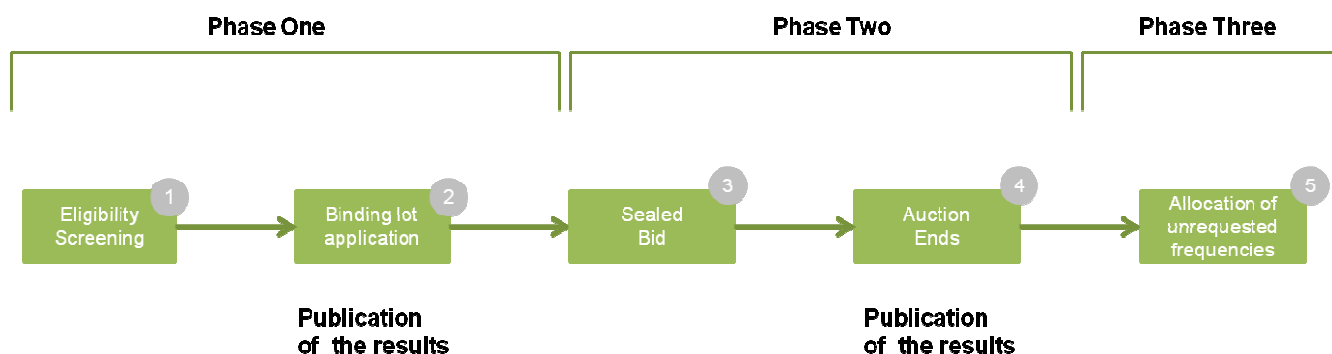 Phase One
Phase Two
Phase Three
1
Eligibility
Screening
2
Binding lot
application
3
Sealed
Bid
4
Auction
Ends
5
Allocation of
unrequested
frequencies
Publication
of the results
Publication
of the results